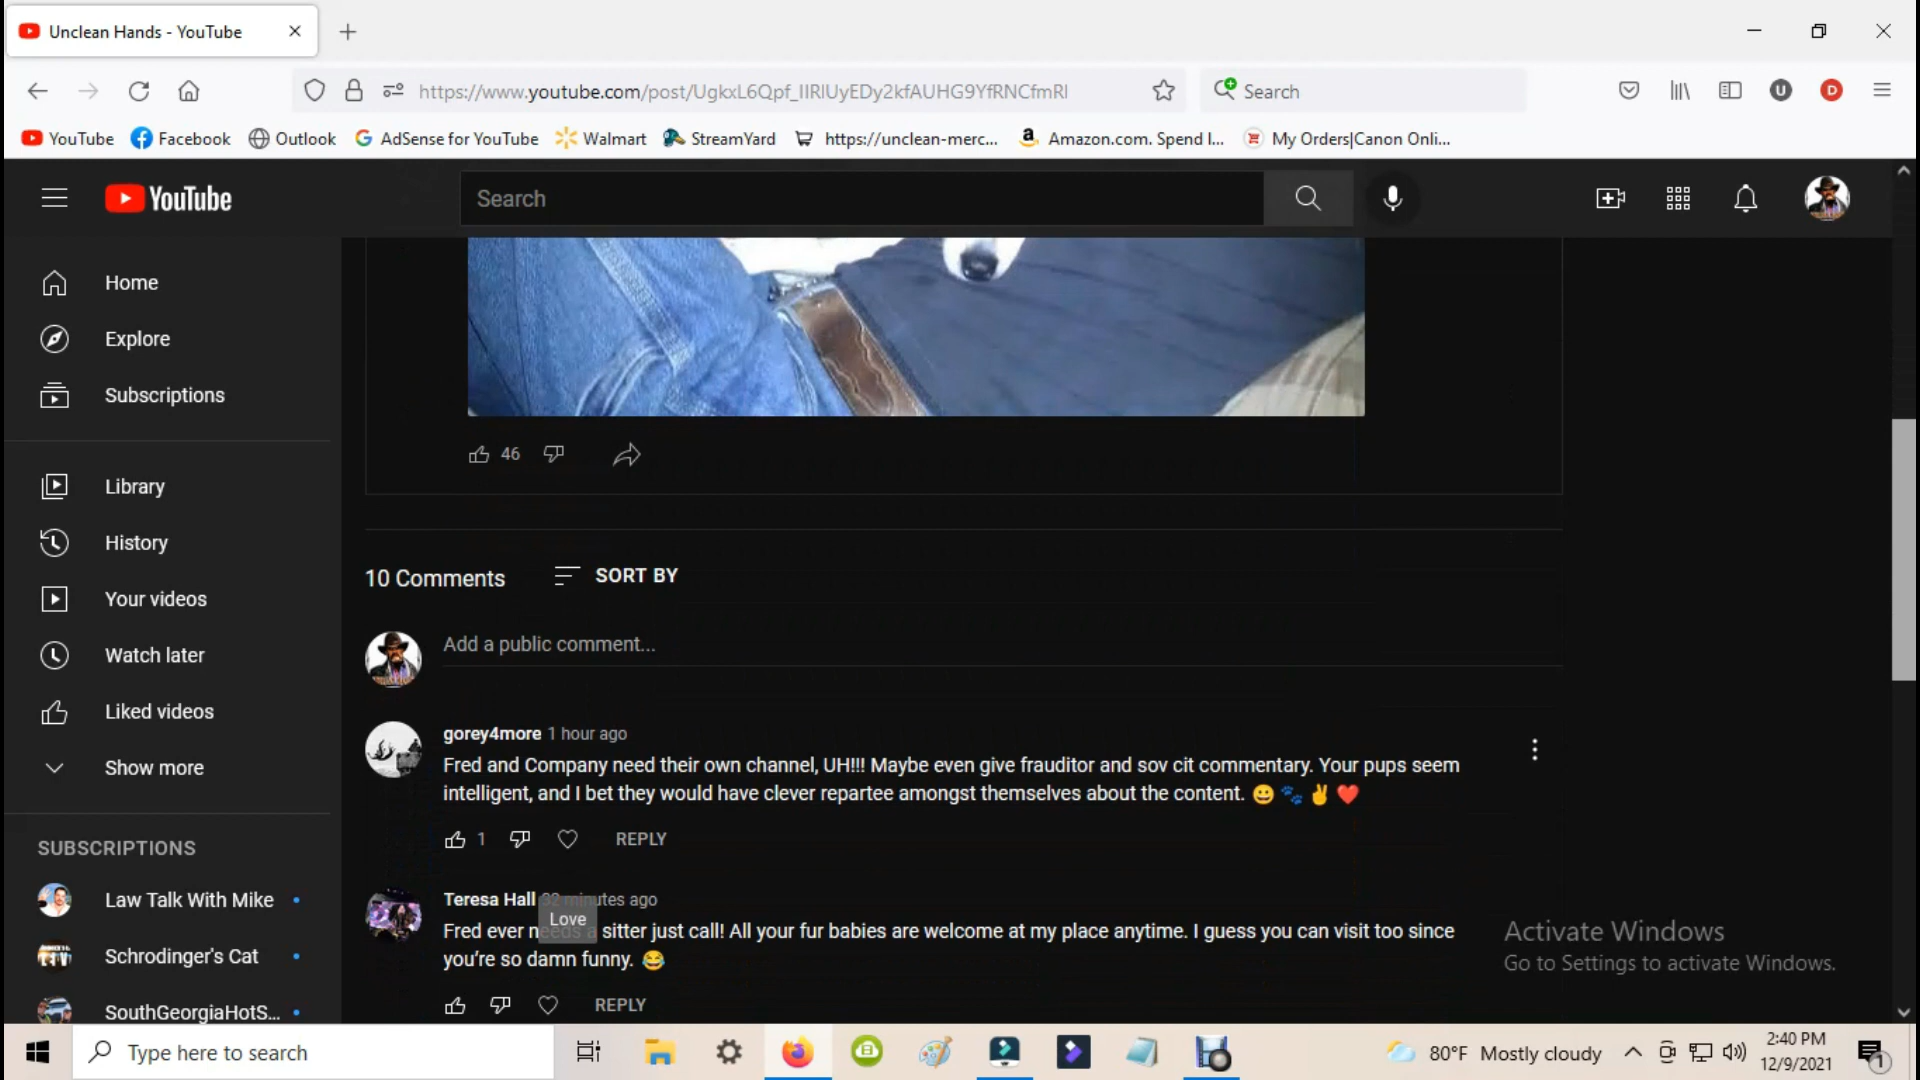 Unclean Hands - YouTube
https://www.youtube.com/post/UgkxL6Qpf_IIRIUyEDy2kfAUHG9YfRNCfmRl
Search
U
D
YouTube
Facebook
Outlook
AdSense for YouTube
Walmart
StreamYard
https://unclean-merc...
Amazon.com. Spend l...
My Orders|Canon Onli...
YouTube
Search
Home
Explore
Subscriptions
Library
History
Your videos
Watch later
Liked videos
Show more
SUBSCRIPTIONS
Law Talk With Mike
Schrodinger's Cat
SouthGeorgiaHotS...
46
10 Comments
SORT BY
Add a public comment...
gorey4more 1 hour ago
Fred and Company need their own channel, UH!!! Maybe even give frauditor and sov cit commentary. Your pups seem
intelligent, and I bet they would have clever repartee amongst themselves about the content. 😀 🐾 ✌️ ❤️
1
REPLY
Teresa Hall 32 minutes ago
Love
Fred ever needs a sitter just call! All your fur babies are welcome at my place anytime. I guess you can visit too since
you're so damn funny. 😂
REPLY
Activate Windows
Go to Settings to activate Windows.
Type here to search
80°F Mostly cloudy
2:40 PM
12/9/2021
1